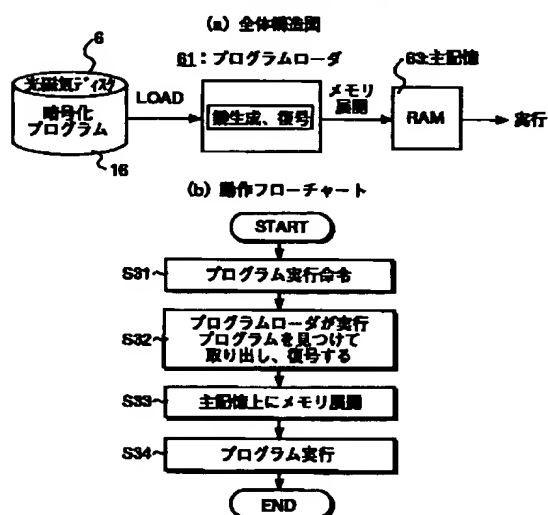 (a) 全体構造図
6
61：プログラムローダ
63:主記憶
光磁気ディスク
暗号化
プログラム
LOAD
鍵生成、復号
メモリ
展開
RAM
実行
16
(b) 動作フローチャート
START
S31
プログラム実行命令
S32
プログラムローダが実行
プログラムを見つけて
取り出し、復号する
S33
主記憶上にメモリ展開
S34
プログラム実行
END